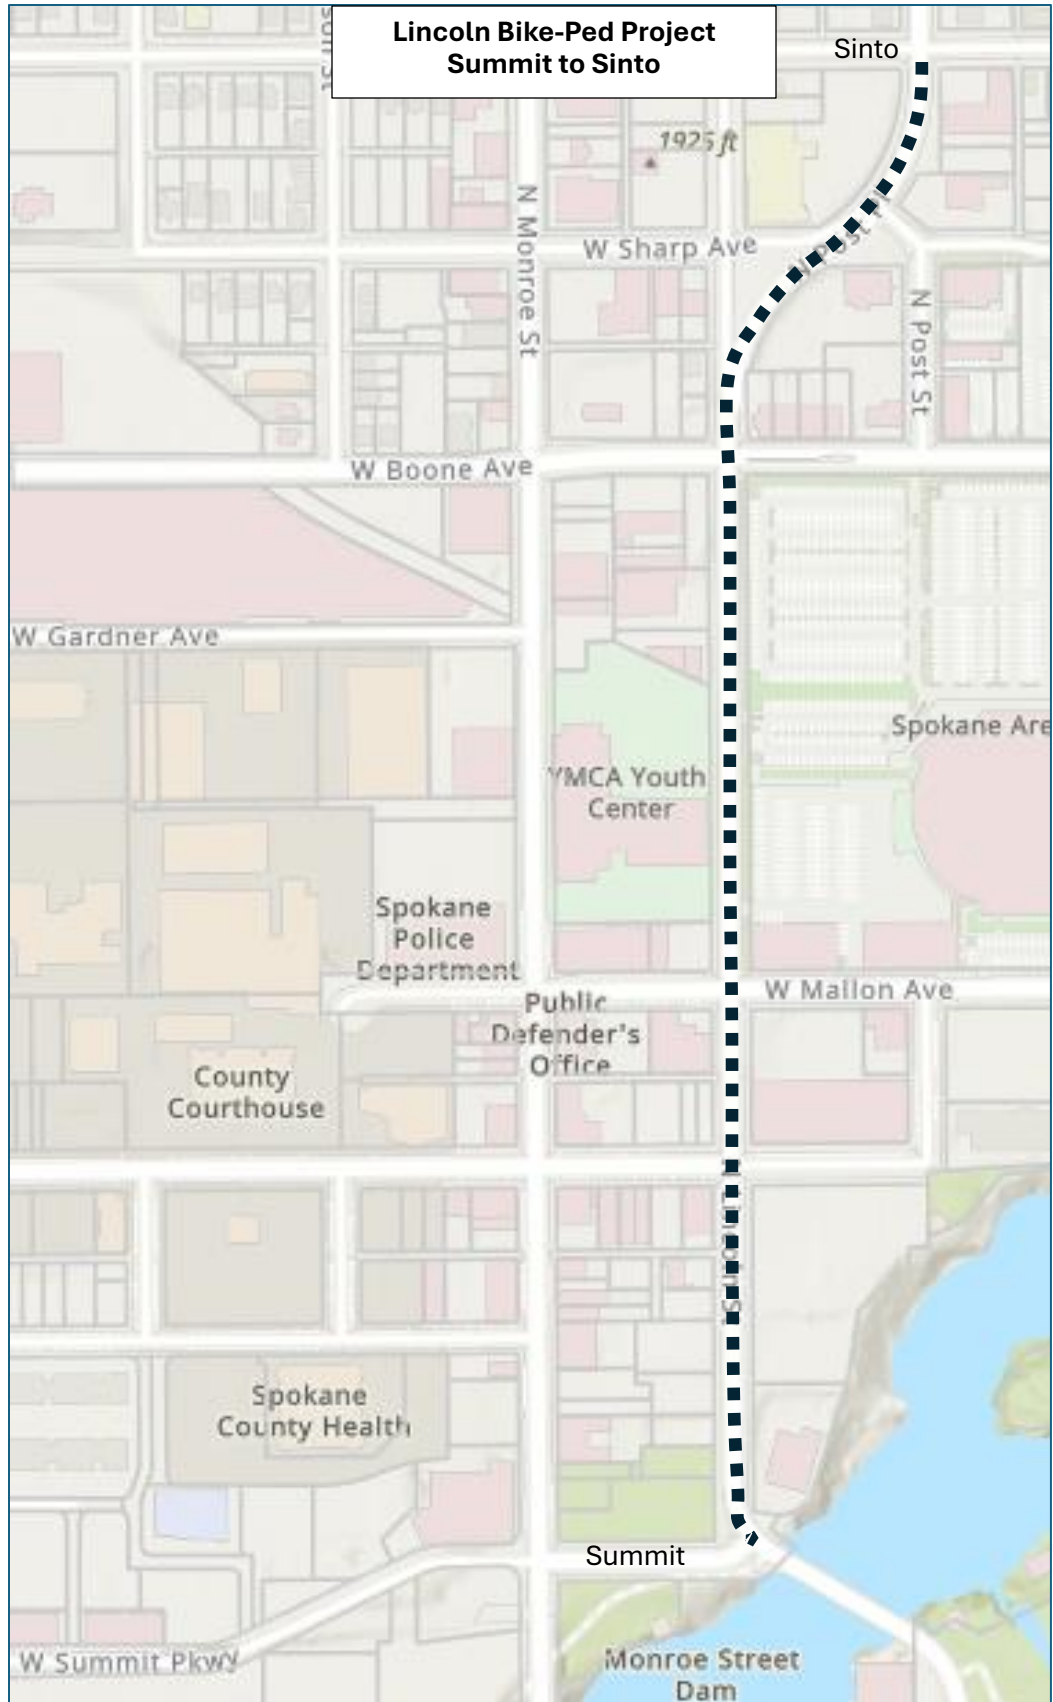 Lincoln Bike-Ped Project
Summit to Sinto
Sinto
1925 ft
N Monroe St
W Sharp Ave
N Post St
W Boone Ave
W Gardner Ave
Spokane Are
YMCA Youth
Center
Spokane
Police
Department
W Mallon Ave
Public
Defender's
Office
County
Courthouse
N Lincoln St
Spokane
County Health
Summit
W Summit Pkwy
Monroe Street
Dam